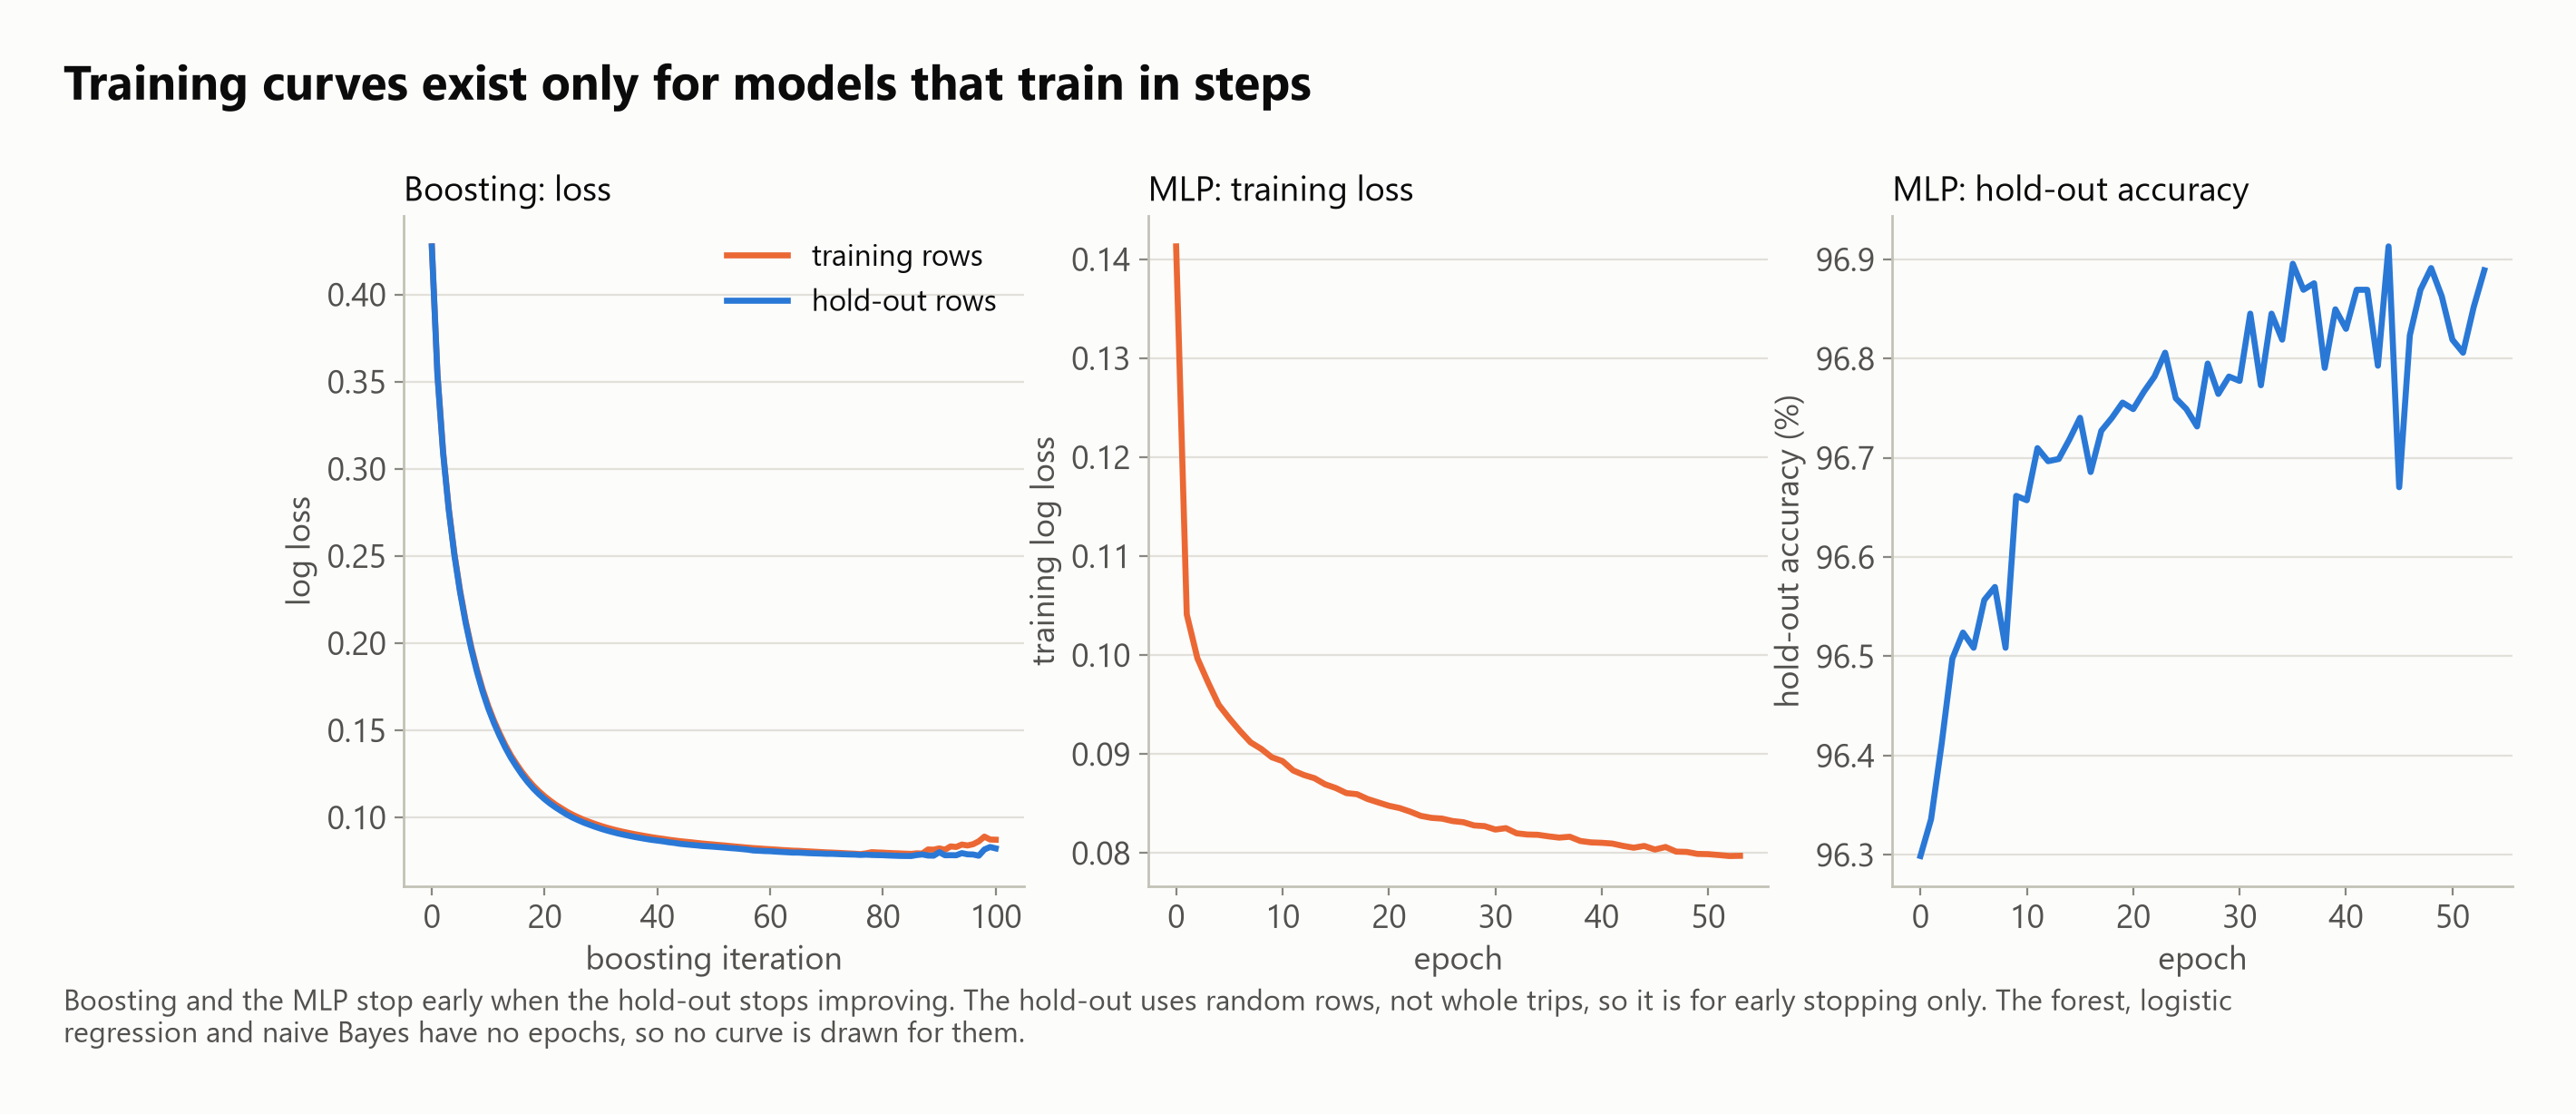 Training curves exist only for models that train in steps
Boosting: loss
training rows
hold-out rows
0.40
0.35
0.30
0.25
0.20
0.15
0.10
log loss
0
20
40
60
80
100
boosting iteration
MLP: training loss
0.14
0.13
0.12
0.11
0.10
0.09
0.08
training log loss
0
10
20
30
40
50
epoch
MLP: hold-out accuracy
96.9
96.8
96.7
96.6
96.5
96.4
96.3
hold-out accuracy (%)
0
10
20
30
40
50
epoch
Boosting and the MLP stop early when the hold-out stops improving. The hold-out uses random rows, not whole trips, so it is for early stopping only. The forest, logistic
regression and naive Bayes have no epochs, so no curve is drawn for them.